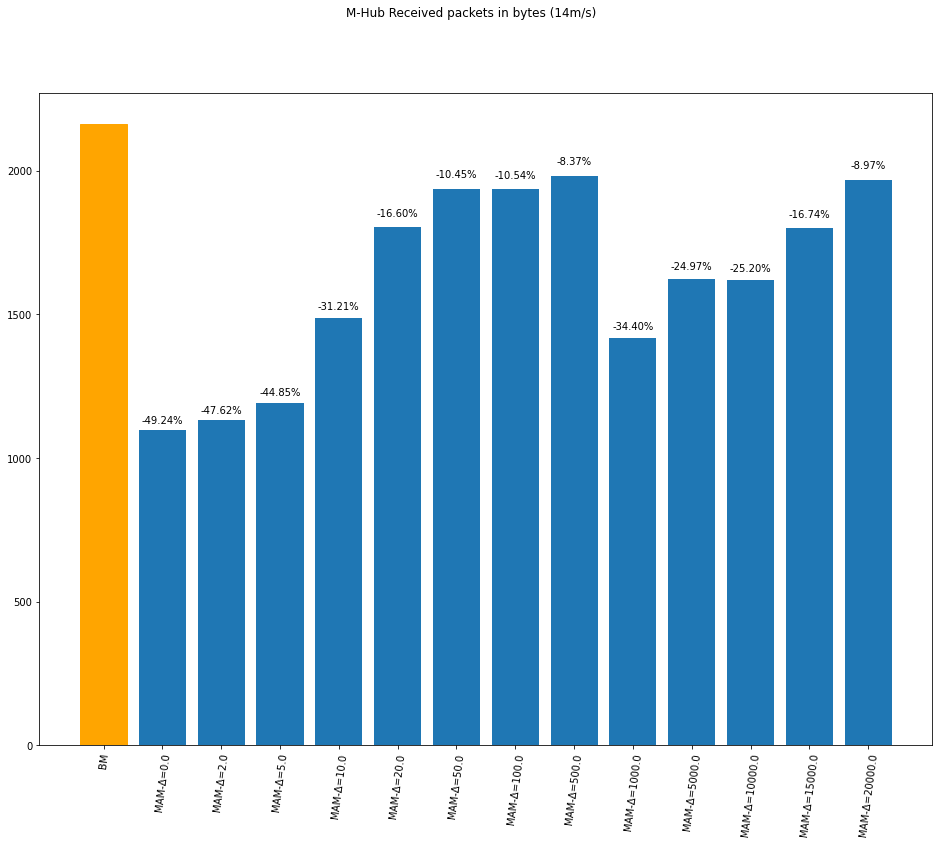 M-Hub Received packets in bytes (14m/s)
2000
1500
1000
500
0
-49.24%
-47.62%
-44.85%
-31.21%
-16.60%
-10.45%
-10.54%
-8.37%
-34.40%
-24.97%
-25.20%
-16.74%
-8.97%
BM
MAM-Δ=0.0
MAM-Δ=2.0
MAM-Δ=5.0
MAM-Δ=10.0
MAM-Δ=20.0
MAM-Δ=50.0
MAM-Δ=100.0
MAM-Δ=500.0
MAM-Δ=1000.0
MAM-Δ=5000.0
MAM-Δ=10000.0
MAM-Δ=15000.0
MAM-Δ=20000.0